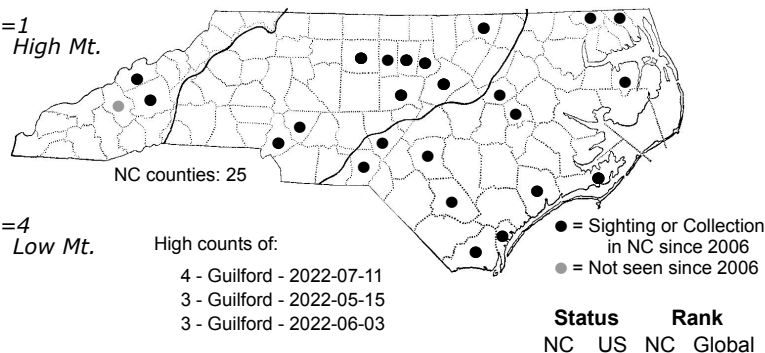 =1
High Mt.
NC counties: 25
=4
Low Mt.
High counts of:
4 - Guilford - 2022-07-11
3 - Guilford - 2022-05-15
3 - Guilford - 2022-06-03
= Sighting or Collection
in NC since 2006
= Not seen since 2006
Status Rank
NC US NC Global